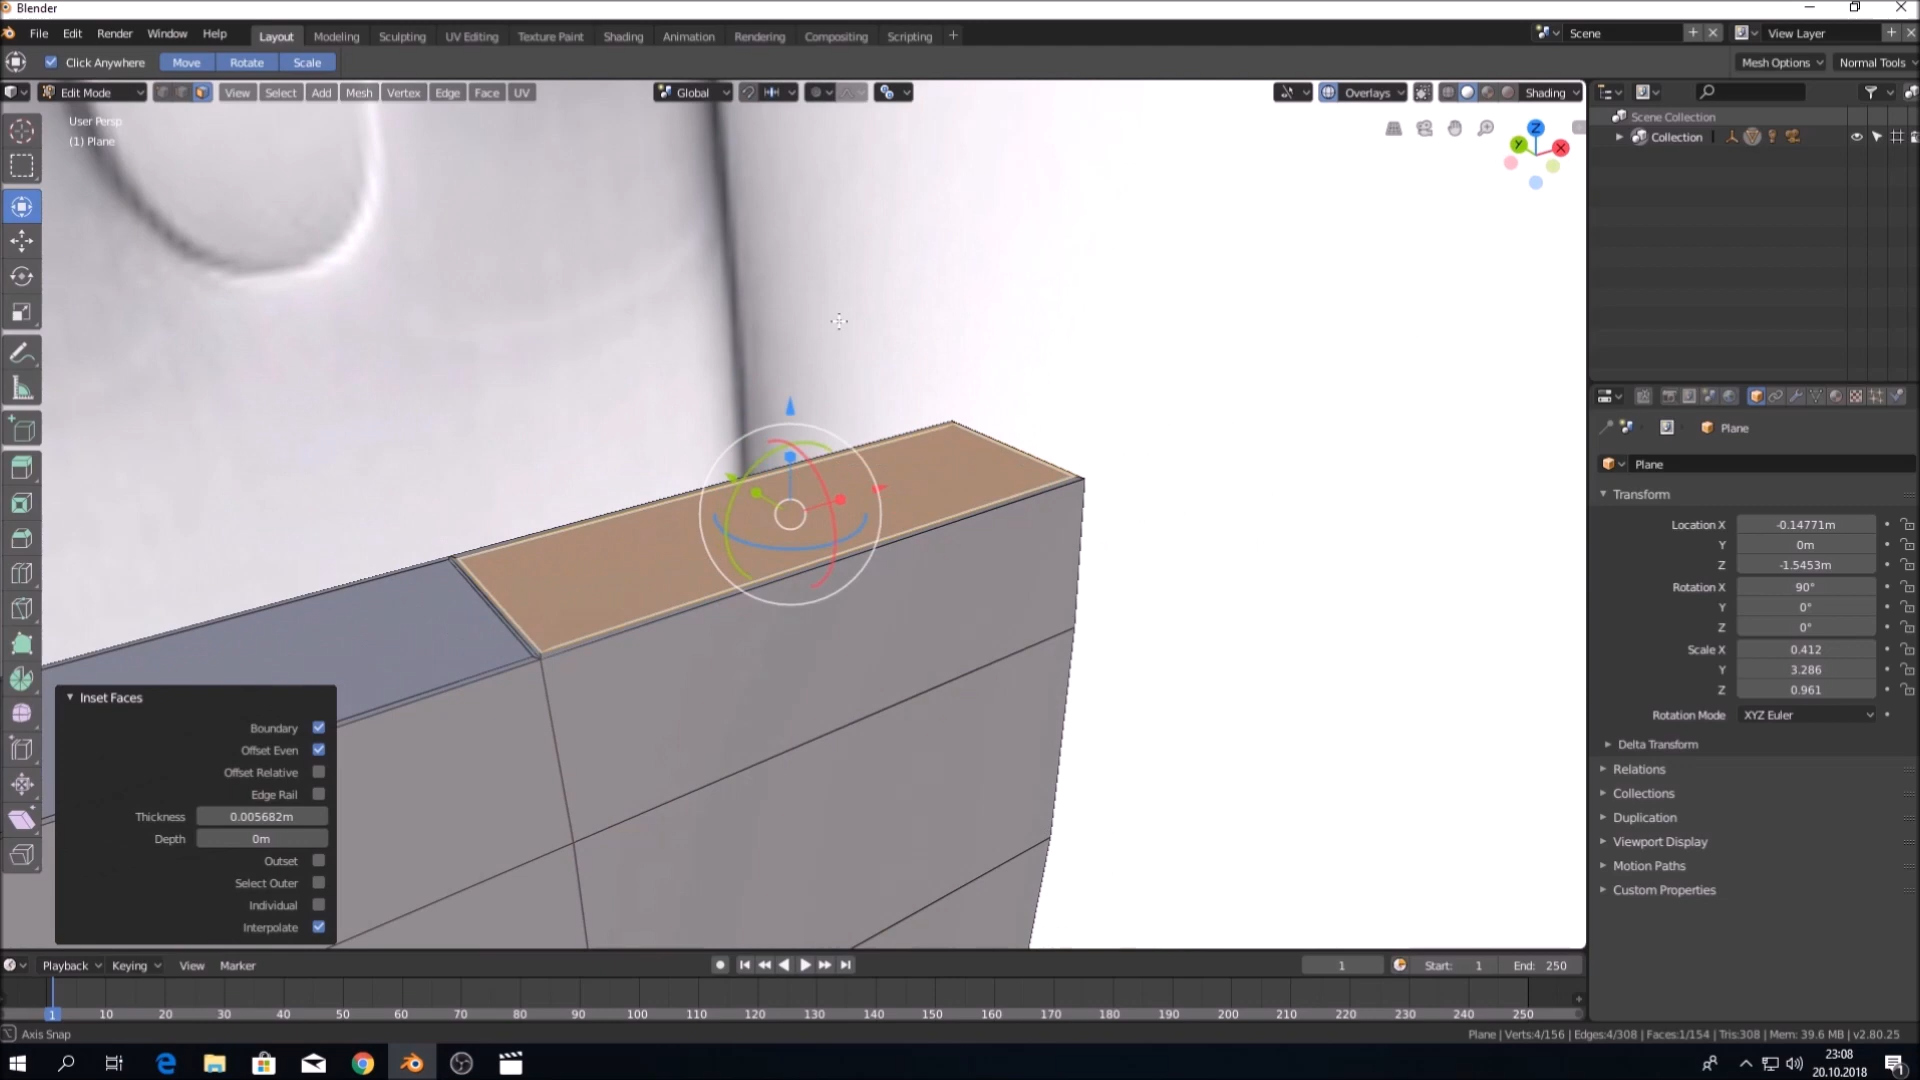 Blender
File Edit Render Window Help Layout Modeling Sculpting UV Editing Texture Paint Shading Animation Rendering Compositing Scripting + Scene View Layer
Click Anywhere Move Rotate Scale Mesh Options Normal Tools
Edit Mode View Select Add Mesh Vertex Edge Face UV Global Overlays Shading
User Persp
(1) Plane
Z
Y
X
Scene Collection
Collection
Plane
Plane
Transform
Location X -0.14771m
Y 0m
Z -1.5453m
Rotation X 90°
Y 0°
Z 0°
Scale X 0.412
Y 3.286
Z 0.961
Rotation Mode XYZ Euler
Delta Transform
Relations
Collections
Duplication
Viewport Display
Motion Paths
Custom Properties
Inset Faces
Boundary
Offset Even
Offset Relative
Edge Rail
Thickness 0.005682m
Depth 0m
Outset
Select Outer
Individual
Interpolate
Playback Keying View Marker 1 Start: 1 End: 250
1 10 20 30 40 50 60 70 80 90 100 110 120 130 140 150 160 170 180 190 200 210 220 230 240 250
Axis Snap Plane | Verts:4/156 | Edges:4/308 | Faces:1/154 | Tris:308 | Mem: 39.6 MB | v2.80.25
23:08
20.10.2018
1